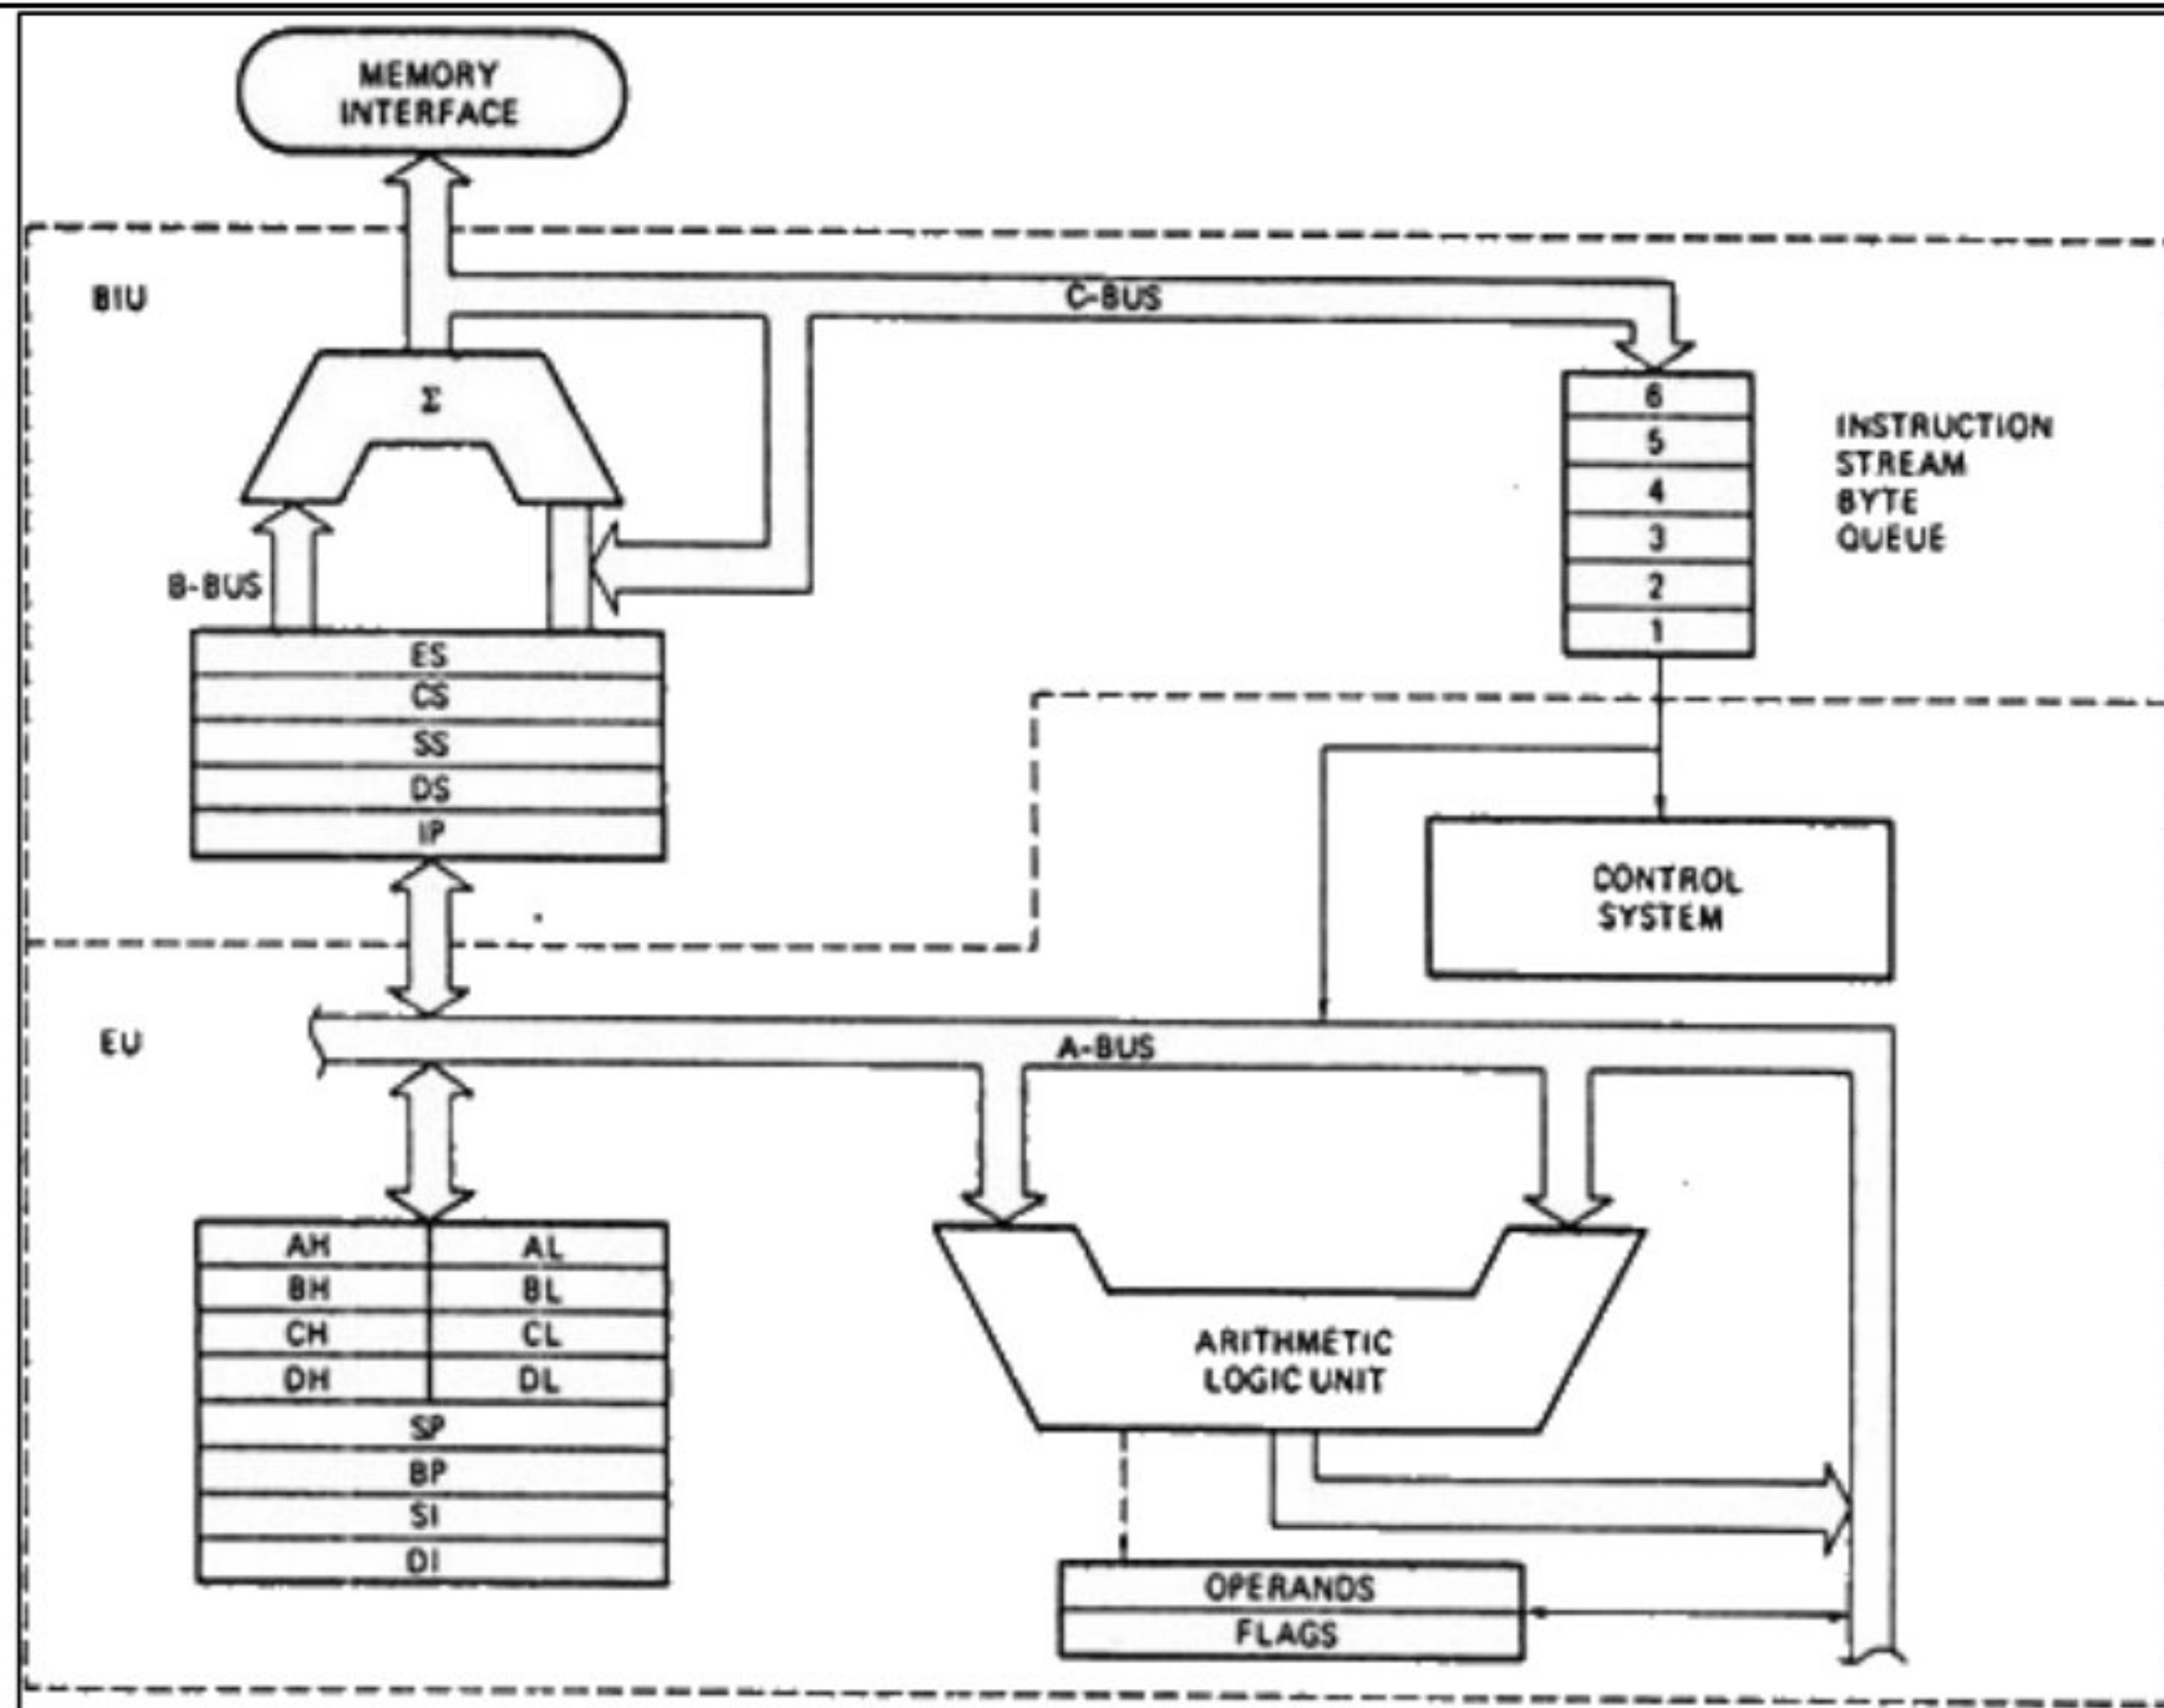 MEMORY
INTERFACE
BIU
C-BUS
Σ
6
5
4
3
2
1
INSTRUCTION
STREAM
BYTE
QUEUE
B-BUS
ES
CS
SS
DS
IP
CONTROL
SYSTEM
EU
A-BUS
AH AL
BH BL
CH CL
DH DL
SP
BP
SI
DI
ARITHMETIC
LOGIC UNIT
OPERANDS
FLAGS